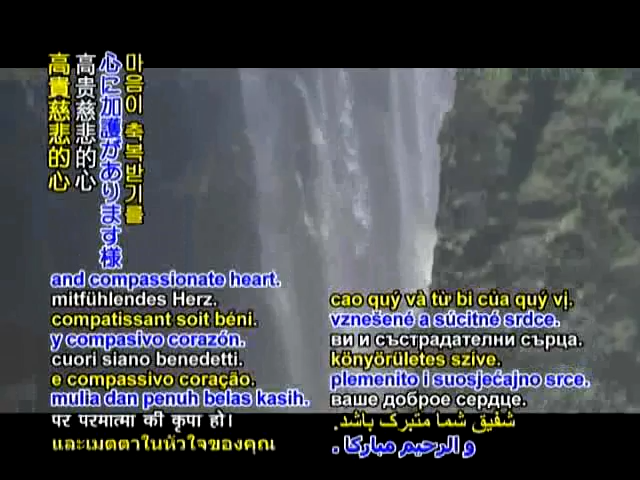 高貴慈悲的心
高贵慈悲的心
心に加護があります様
마음이 축복받기를
and compassionate heart.
mitfühlendes Herz.
compatissant soit béni.
y compasivo corazón.
cuori siano benedetti.
e compassivo coração.
mulia dan penuh belas kasih.
पर परमात्मा की कृपा हो।
และเมตตาในหัวใจของคุณ
cao quý và từ bi của quý vị.
vznešené a súcitné srdce.
ви и състрадателни сърца.
könyörületes szive.
plemenito i suosjećajno srce.
ваше доброе сердце.
شفیق شما متبرک باشد.
و الرحيم مباركا .